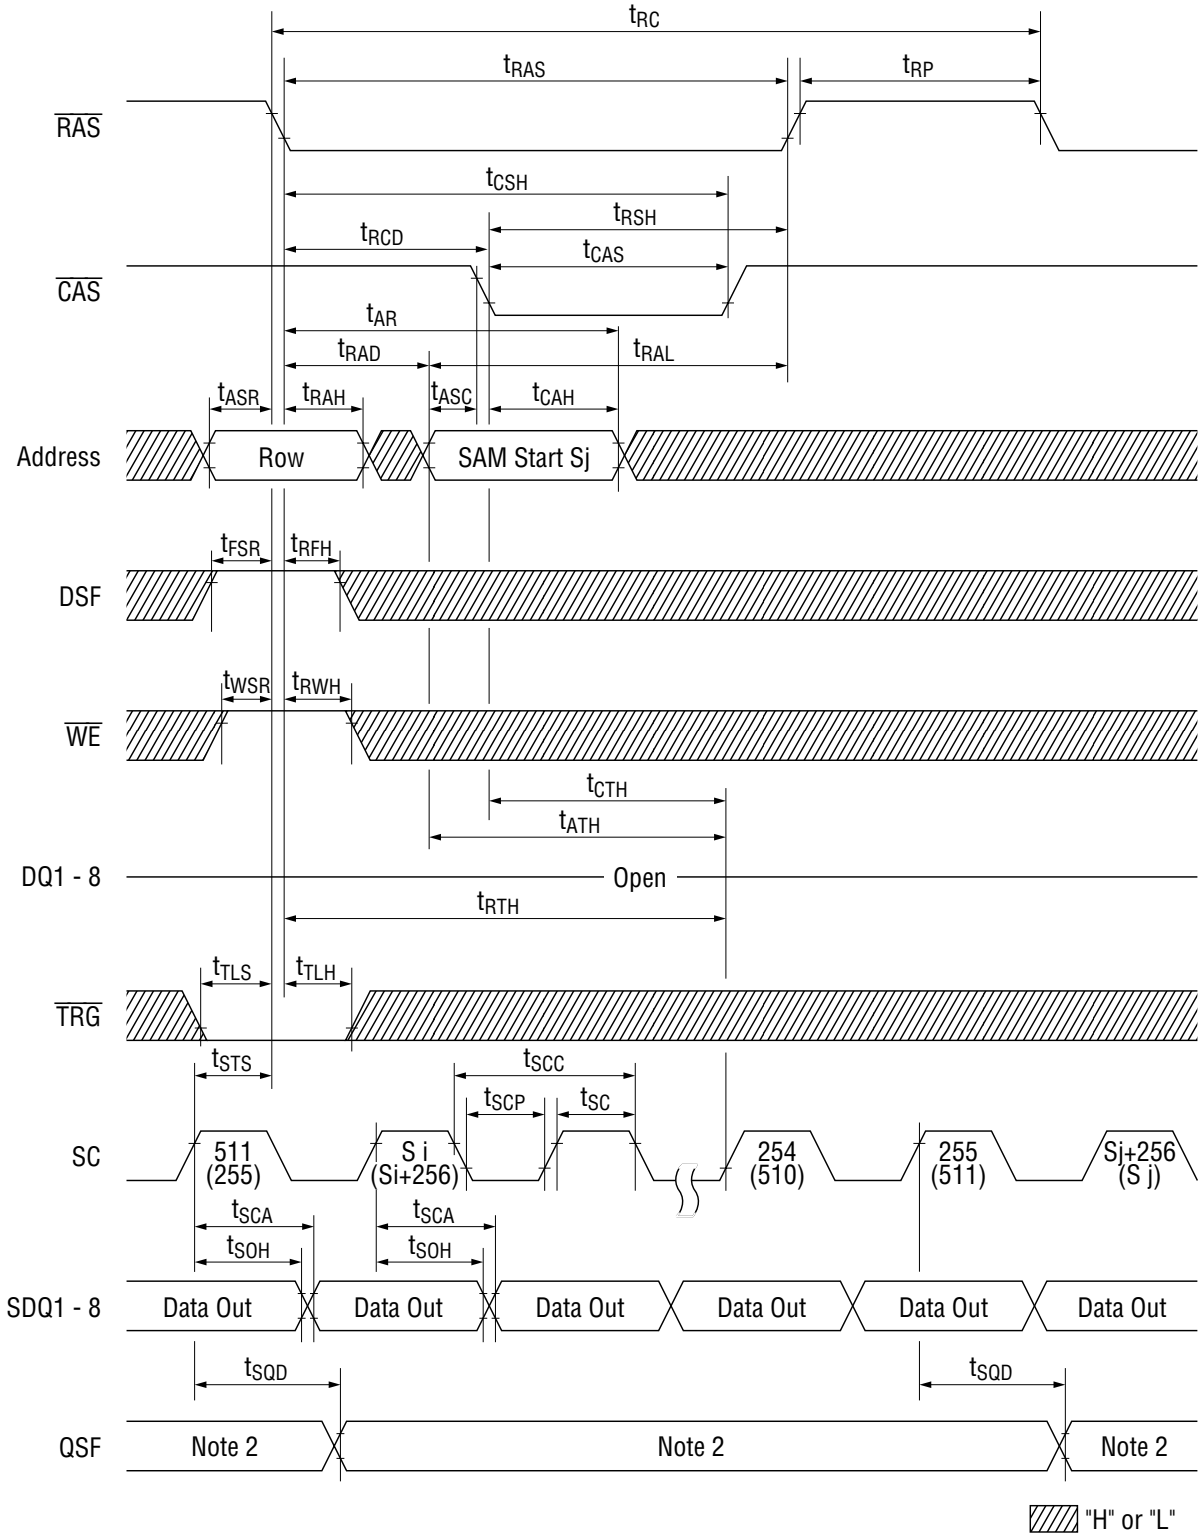 tRC
tRAS
tRP
RAS
tCSH
tRSH
tRCD
tCAS
CAS
tAR
tRAD
tRAL
tASR
tRAH
tASC
tCAH
Address
Row
SAM Start Sj
tFSR
tRFH
DSF
tWSR
tRWH
WE
tCTH
tATH
DQ1 - 8
Open
tRTH
tTLS
tTLH
TRG
tSTS
tSCC
tSCP
tSC
SC
511
(255)
S i
(Si+256)
254
(510)
255
(511)
Sj+256
(S j)
tSCA
tSCA
tSOH
tSOH
SDQ1 - 8
Data Out
Data Out
Data Out
Data Out
Data Out
Data Out
tSQD
tSQD
QSF
Note 2
Note 2
Note 2
"H" or "L"